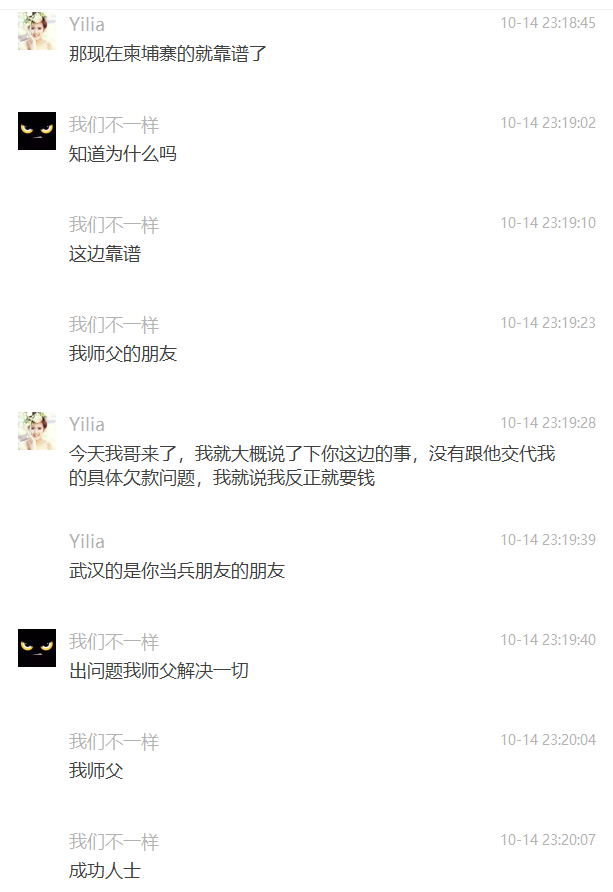 Yilia
10-14 23:18:45
那现在柬埔寨的就靠谱了
我们不一样
10-14 23:19:02
知道为什么吗
我们不一样
10-14 23:19:10
这边靠谱
我们不一样
10-14 23:19:23
我师父的朋友
Yilia
10-14 23:19:28
今天我哥来了，我就大概说了下你这边的事，没有跟他交代我
的具体欠款问题，我就说我反正就要钱
Yilia
10-14 23:19:39
武汉的是你当兵朋友的朋友
我们不一样
10-14 23:19:40
出问题我师父解决一切
我们不一样
10-14 23:20:04
我师父
我们不一样
10-14 23:20:07
成功人士